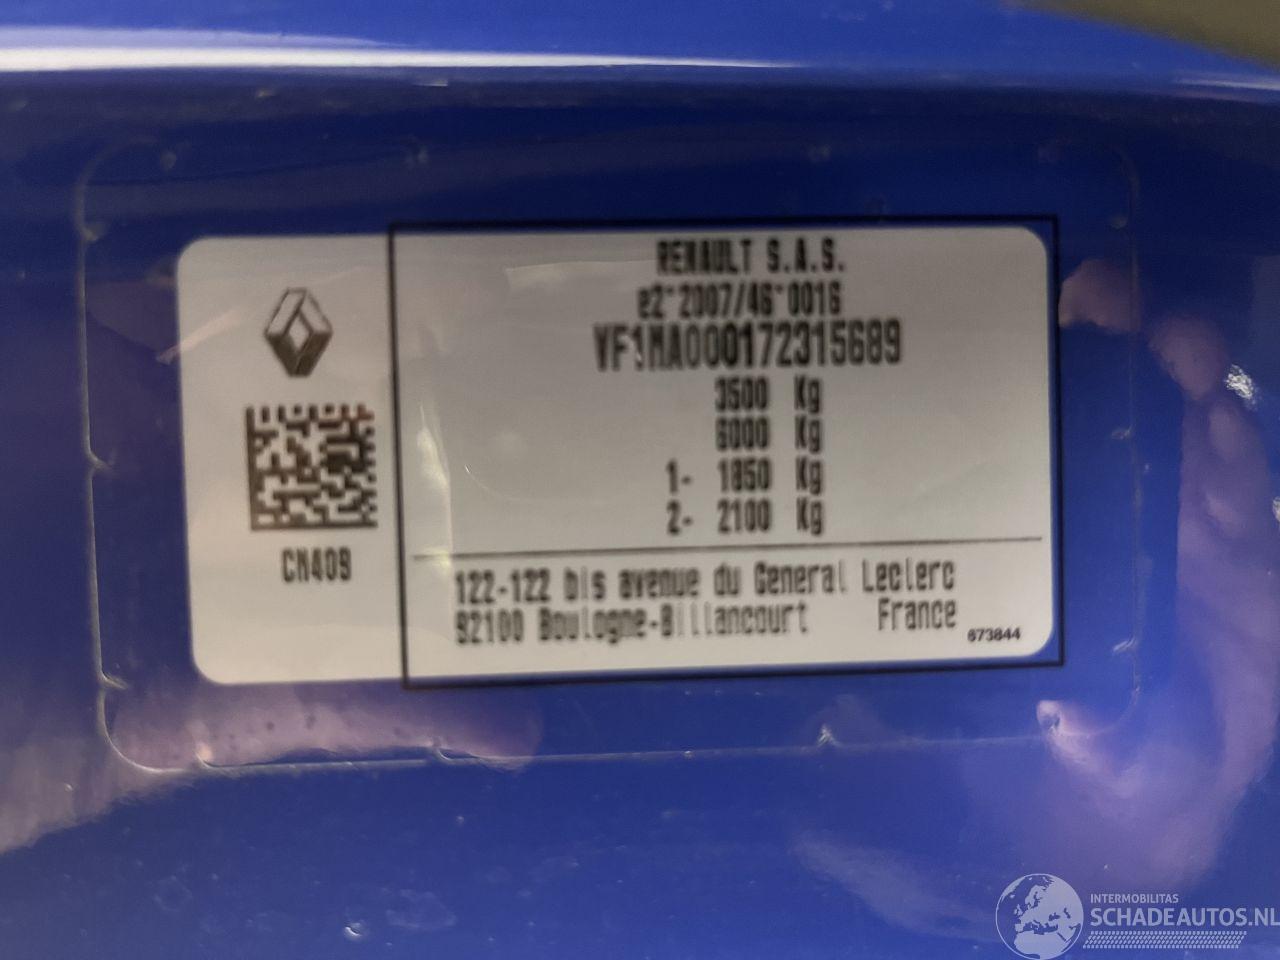 RENAULT S.A.S.
e2*2007/46*0016
VF1MA000172315689
3500 Kg
6000 Kg
1- 1850 Kg
2- 2100 Kg
CN409
122-122 bis avenue du General Leclerc
92100 Boulogne-Billancourt France
673844
INTERMOBILITAS
SCHADEAUTOS.NL